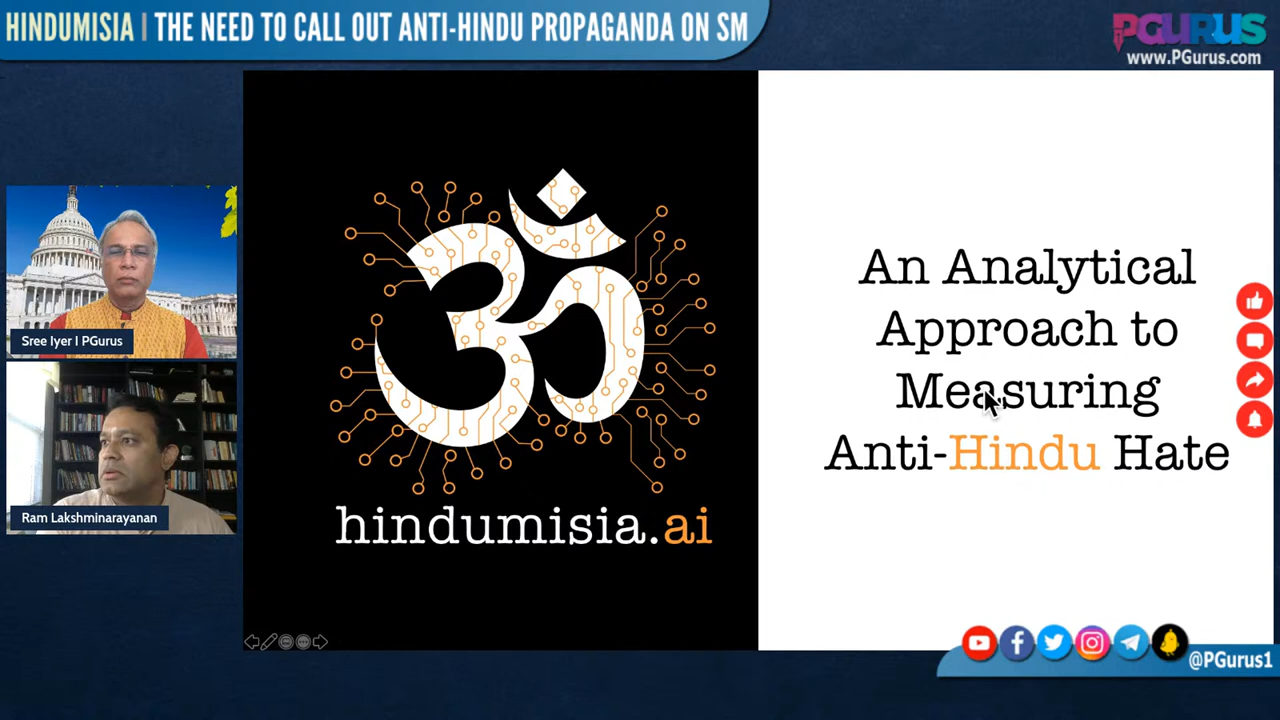 HINDUMISIA | THE NEED TO CALL OUT ANTI-HINDU PROPAGANDA ON SM
PGURUS
www.PGurus.com
Sree Iyer I PGurus
Ram Lakshminarayanan
hindumisia.ai
An Analytical
Approach to
Measuring
Anti-Hindu Hate
@PGurus1